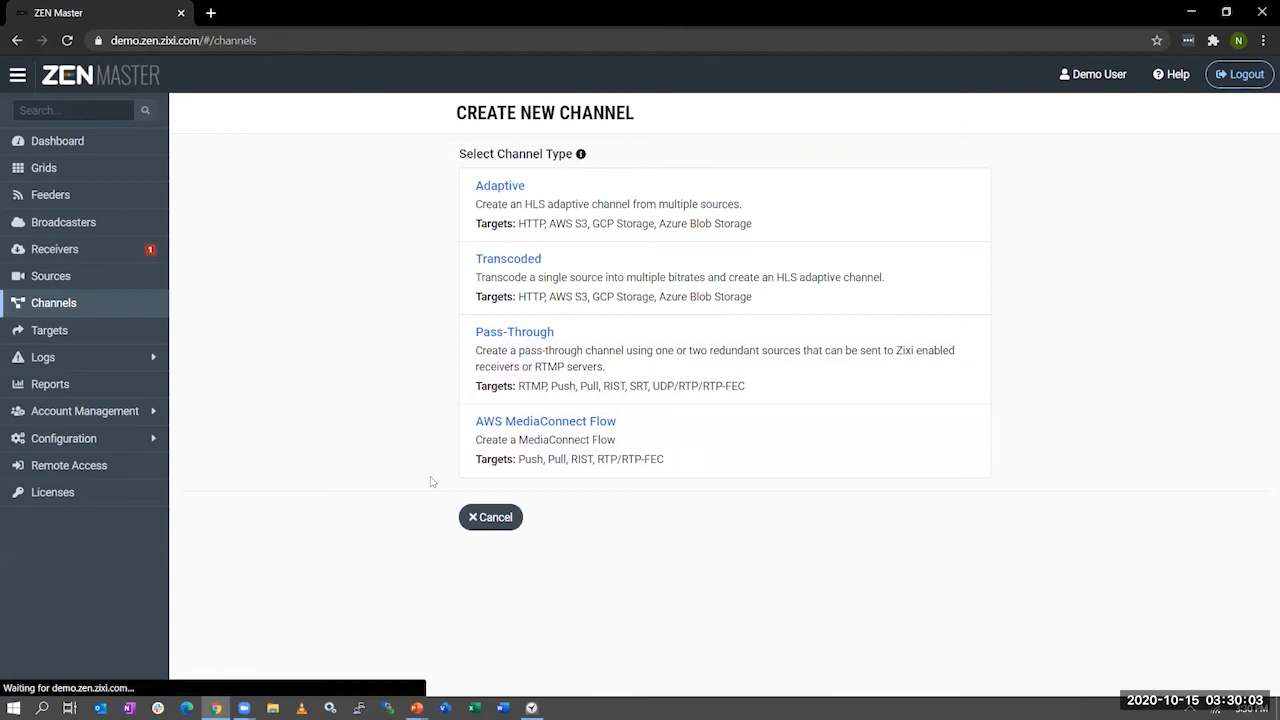 ZEN Master
demo.zen.zixi.com/#/channels
N
ZEN MASTER
Demo User
Help
Logout
Search...
CREATE NEW CHANNEL
Dashboard
Grids
Feeders
Broadcasters
Receivers 1
Sources
Channels
Targets
Logs
Reports
Account Management
Configuration
Remote Access
Licenses
Select Channel Type
Adaptive
Create an HLS adaptive channel from multiple sources.
Targets: HTTP, AWS S3, GCP Storage, Azure Blob Storage
Transcoded
Transcode a single source into multiple bitrates and create an HLS adaptive channel.
Targets: HTTP, AWS S3, GCP Storage, Azure Blob Storage
Pass-Through
Create a pass-through channel using one or two redundant sources that can be sent to Zixi enabled
receivers or RTMP servers.
Targets: RTMP, Push, Pull, RIST, SRT, UDP/RTP/RTP-FEC
AWS MediaConnect Flow
Create a MediaConnect Flow
Targets: Push, Pull, RIST, RTP/RTP-FEC
Cancel
Waiting for demo.zen.zixi.com...
2020-10-15 03:30:03